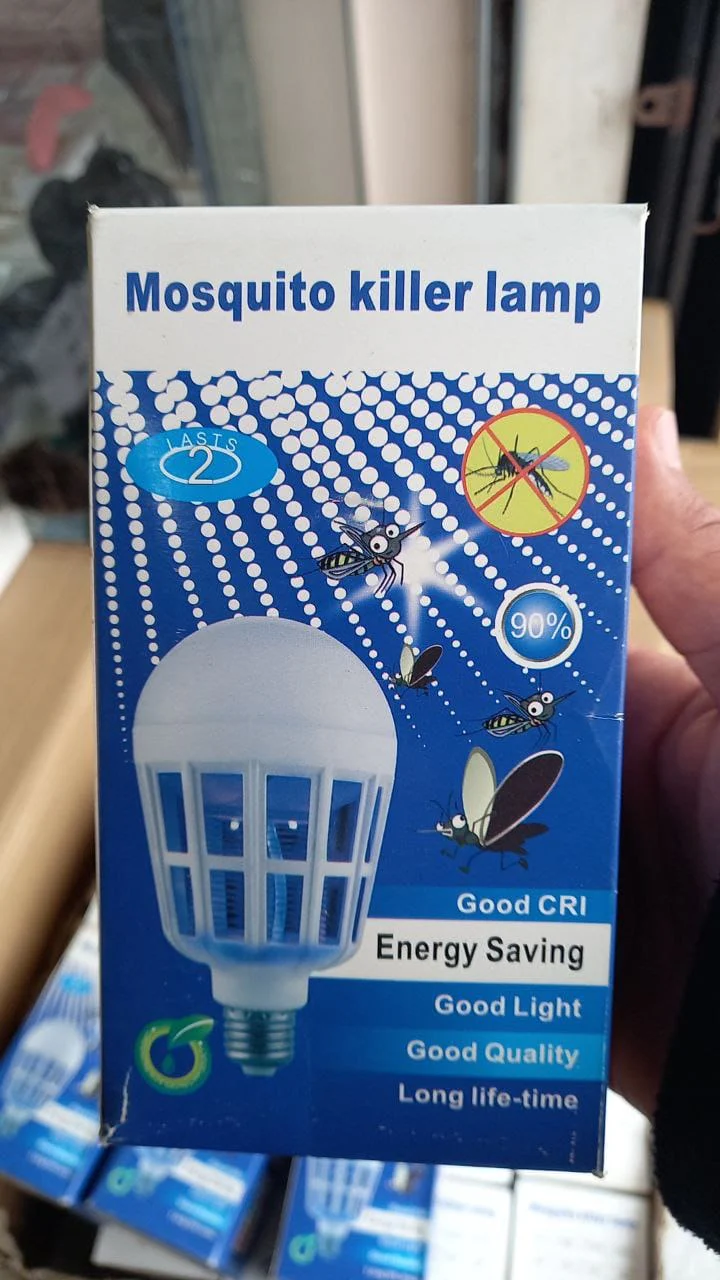 Mosquito killer lamp
LASTS
2
90%
Good CRI
Energy Saving
Good Light
Good Quality
Long life-time